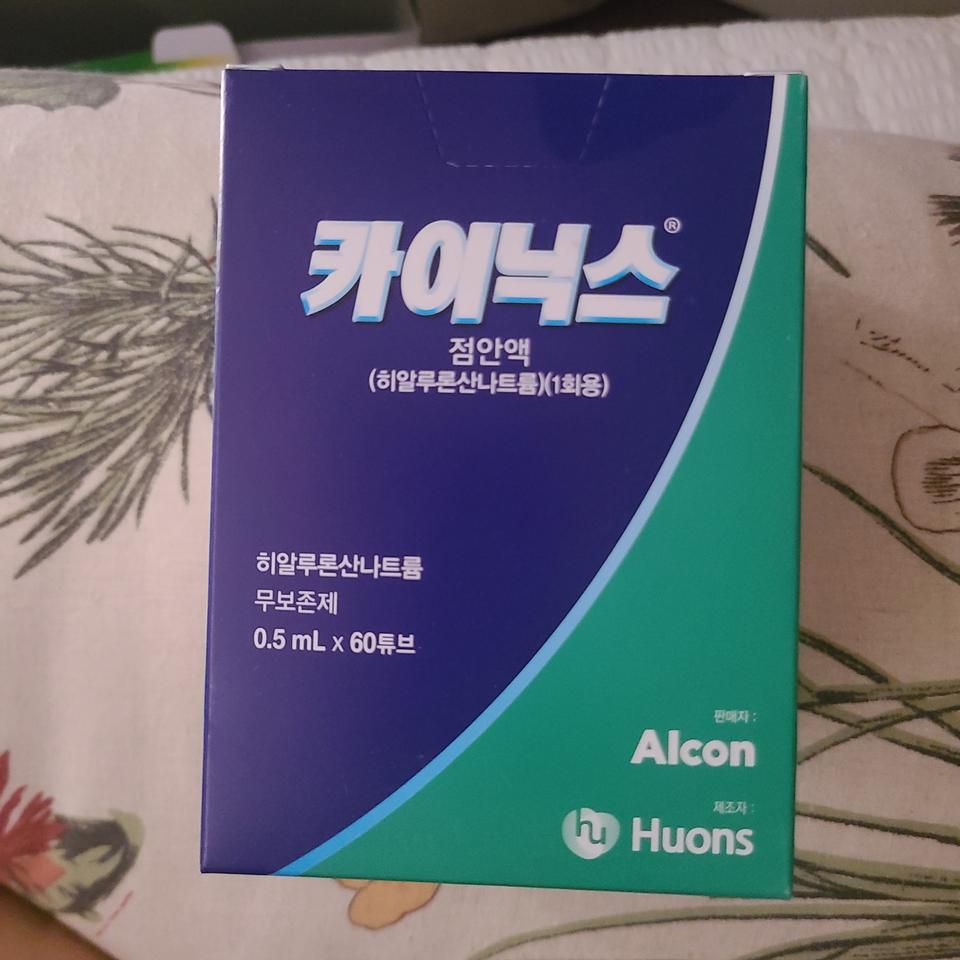 카이닉스®
점안액
(히알루론산나트륨)(1회용)
히알루론산나트륨
무보존제
0.5 mL x 60튜브
판매자 :
Alcon
제조자 :
hu Huons